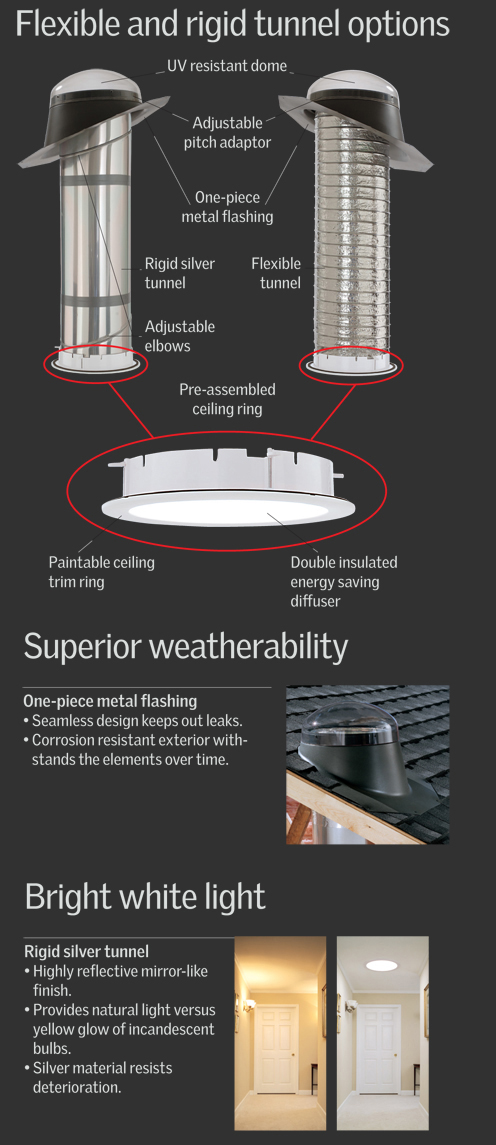 Flexible and rigid tunnel options
UV resistant dome
Adjustable
pitch adaptor
One-piece
metal flashing
Rigid silver
tunnel
Flexible
tunnel
Adjustable
elbows
Pre-assembled
ceiling ring
Paintable ceiling
trim ring
Double insulated
energy saving
diffuser
Superior weatherability
One-piece metal flashing
• Seamless design keeps out leaks.
• Corrosion resistant exterior with-
stands the elements over time.
Bright white light
Rigid silver tunnel
• Highly reflective mirror-like
finish.
• Provides natural light versus
yellow glow of incandescent
bulbs.
• Silver material resists
deterioration.